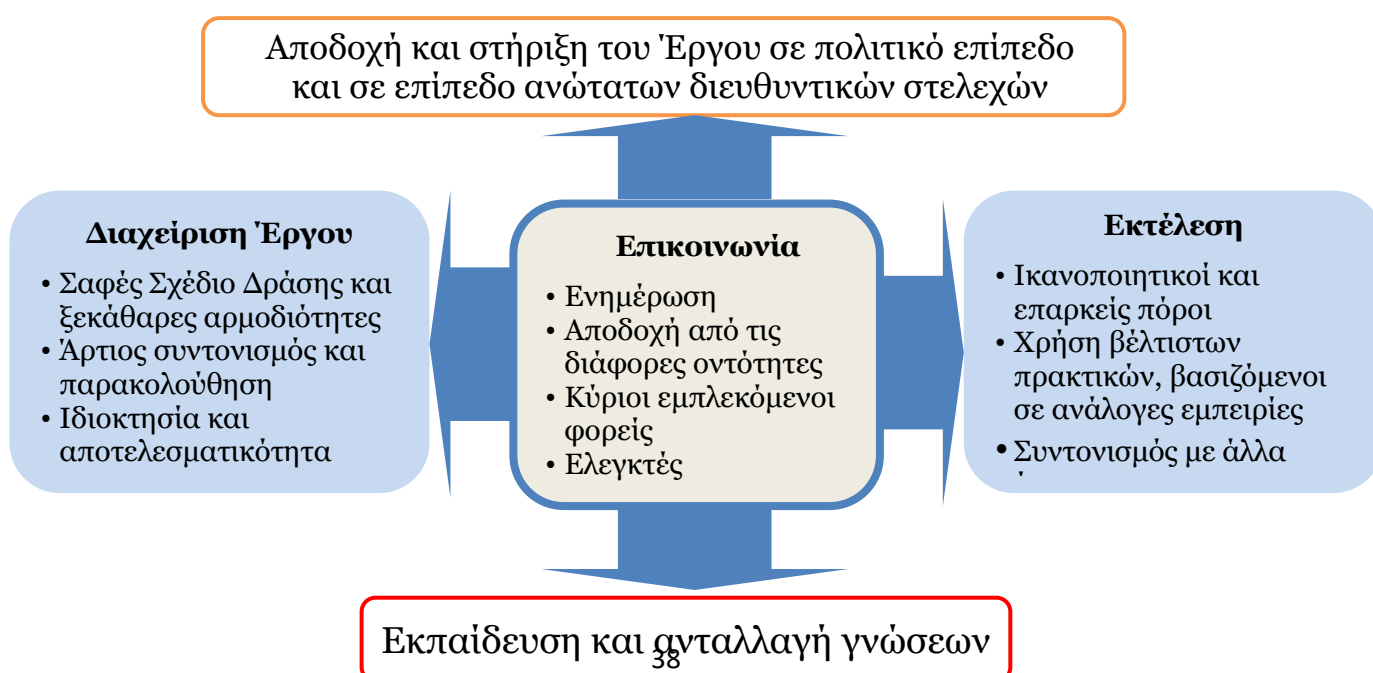 Αποδοχή και στήριξη του Έργου σε πολιτικό επίπεδο
και σε επίπεδο ανώτατων διευθυντικών στελεχών
Διαχείριση Έργου
• Σαφές Σχέδιο Δράσης και
ξεκάθαρες αρμοδιότητες
• Άρτιος συντονισμός και
παρακολούθηση
• Ιδιοκτησία και
αποτελεσματικότητα
Επικοινωνία
• Ενημέρωση
• Αποδοχή από τις
διάφορες οντότητες
• Κύριοι εμπλεκόμενοι
φορείς
• Ελεγκτές
Εκτέλεση
• Ικανοποιητικοί και
επαρκείς πόροι
• Χρήση βέλτιστων
πρακτικών, βασιζόμενοι
σε ανάλογες εμπειρίες
• Συντονισμός με άλλα
Εκπαίδευση και ανταλλαγή γνώσεων
38